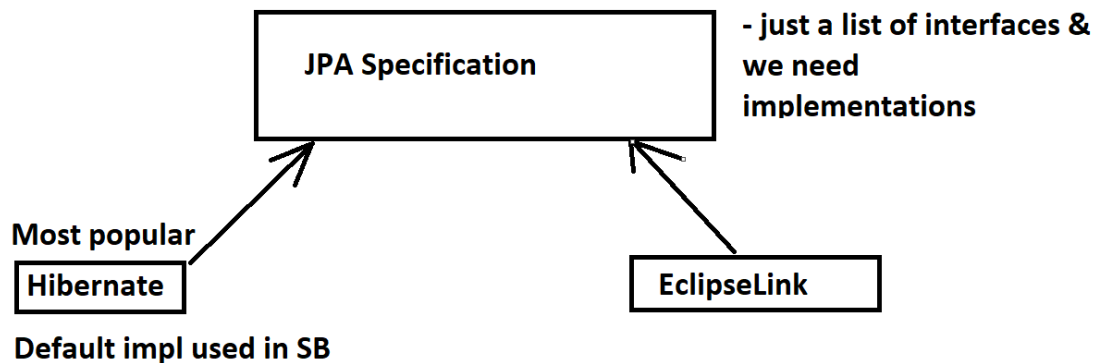 JPA Specification
- just a list of interfaces &
we need
implementations
Most popular
Hibernate
EclipseLink
Default impl used in SB